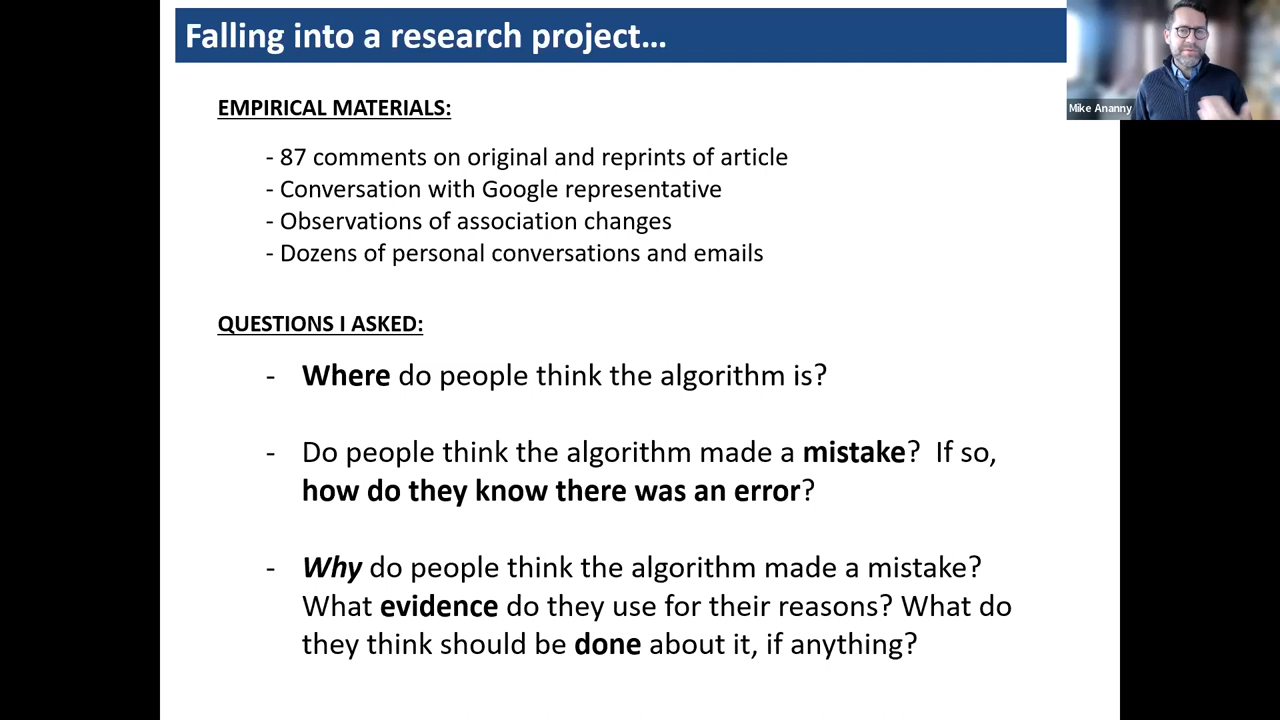 Falling into a research project...
Mike Ananny
EMPIRICAL MATERIALS:
- 87 comments on original and reprints of article
- Conversation with Google representative
- Observations of association changes
- Dozens of personal conversations and emails
QUESTIONS I ASKED:
- Where do people think the algorithm is?
- Do people think the algorithm made a mistake? If so,
how do they know there was an error?
- Why do people think the algorithm made a mistake?
What evidence do they use for their reasons? What do
they think should be done about it, if anything?